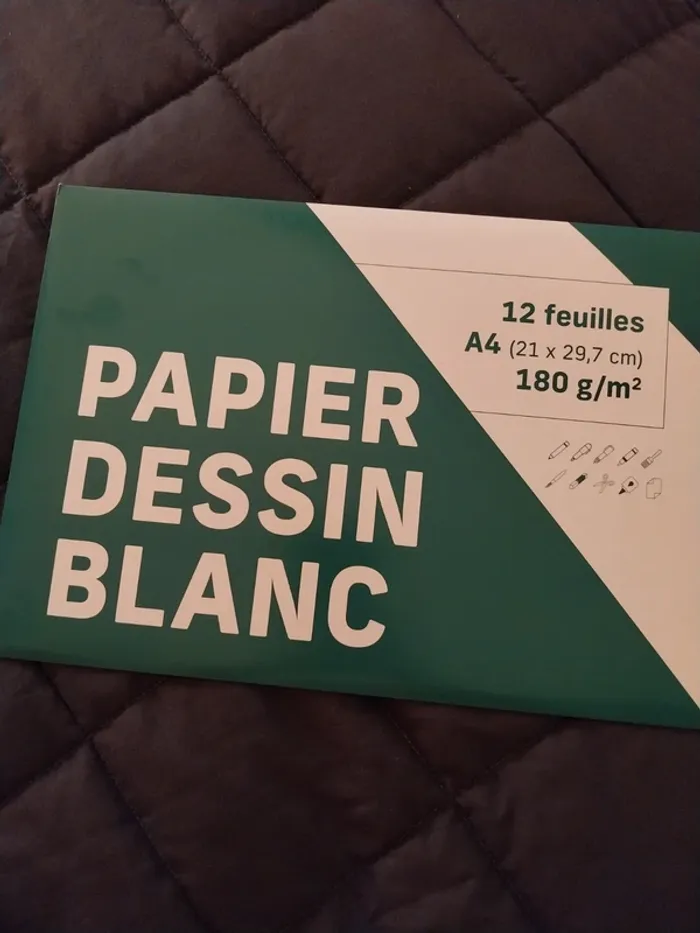 12 feuilles
A4 (21 x 29,7 cm)
180 g/m²
PAPIER
DESSIN
BLANC